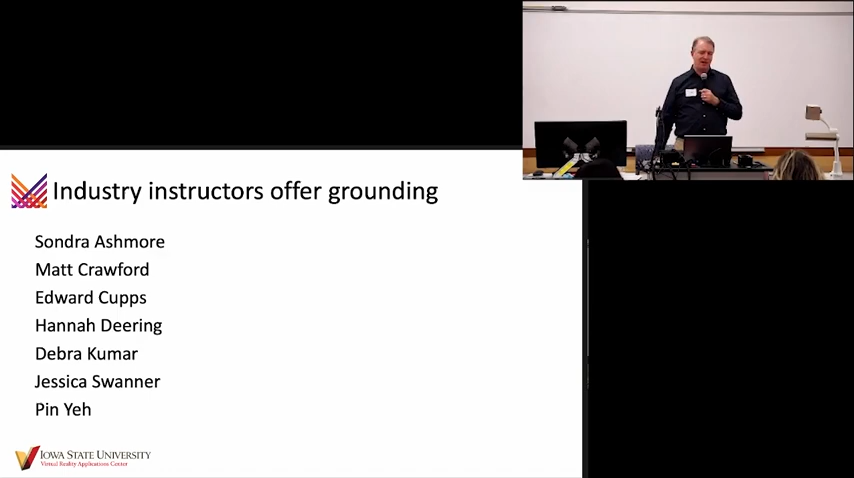 Industry instructors offer grounding
Sondra Ashmore
Matt Crawford
Edward Cupps
Hannah Deering
Debra Kumar
Jessica Swanner
Pin Yeh
IOWA STATE UNIVERSITY
Virtual Reality Applications Center